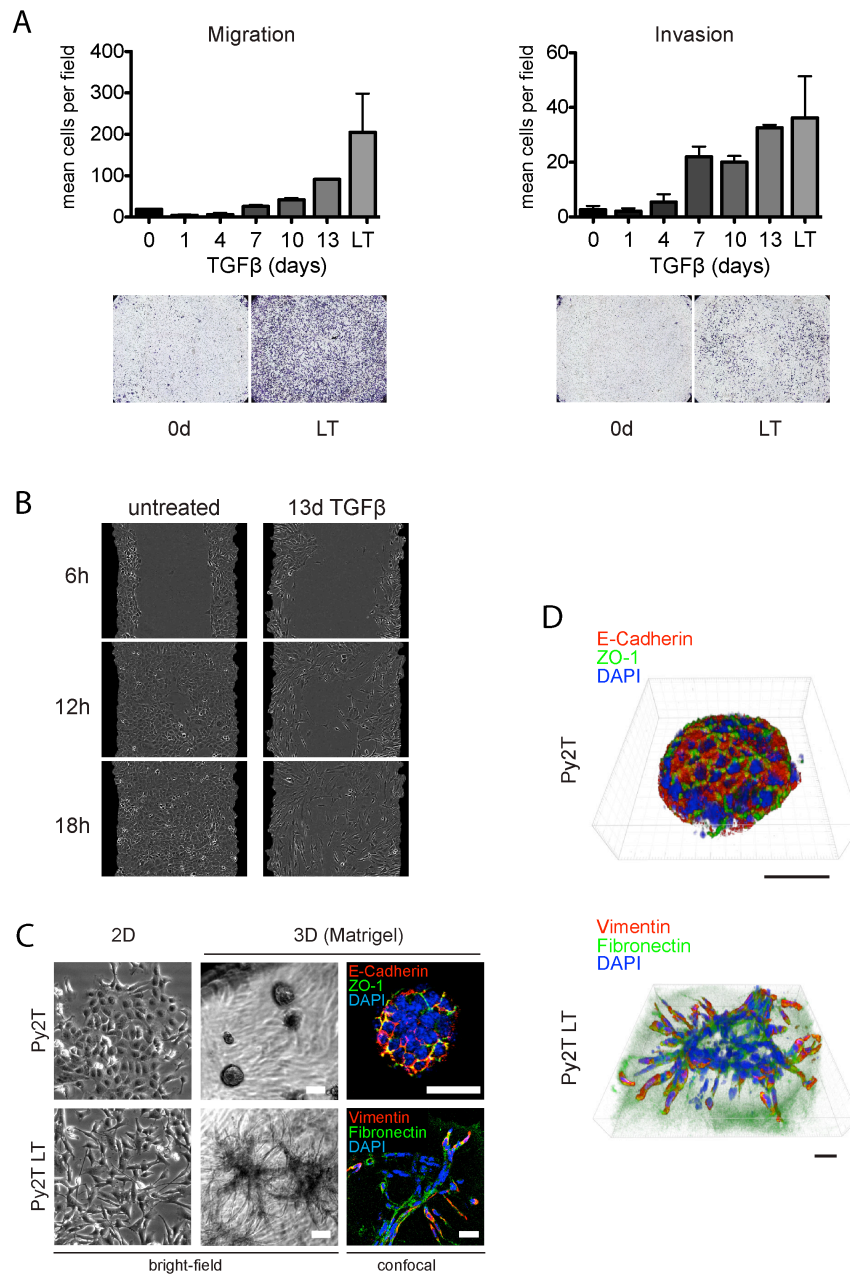 A
Migration
mean cells per field
400
300
200
100
0
0 1 4 7 10 13 LT
TGFβ (days)
0d LT
Invasion
mean cells per field
60
40
20
0
0 1 4 7 10 13 LT
TGFβ (days)
0d LT
B
untreated 13d TGFβ
6h
12h
18h
C
2D 3D (Matrigel)
Py2T
E-Cadherin
ZO-1
DAPI
Py2T LT
Vimentin
Fibronectin
DAPI
bright-field confocal
D
E-Cadherin
ZO-1
DAPI
Py2T
Vimentin
Fibronectin
DAPI
Py2T LT